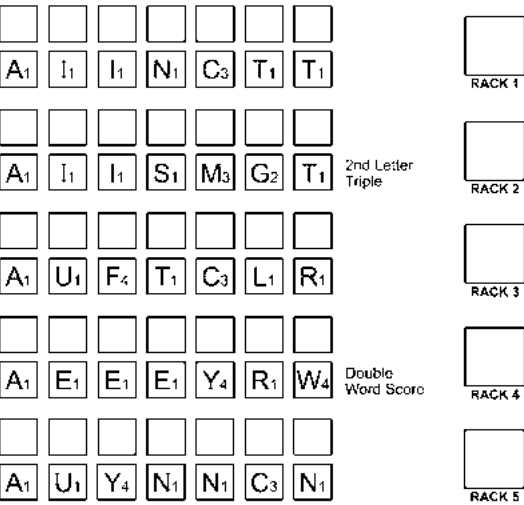 A1 I1 I1 N1 C3 T1 T1
RACK 1
A1 I1 I1 S1 M3 G2 T1
2nd Letter
Triple
RACK 2
A1 U1 F4 T1 C3 L1 R1
RACK 3
A1 E1 E1 E1 Y4 R1 W4
Double
Word Score
RACK 4
A1 U1 Y4 N1 N1 C3 N1
RACK 5